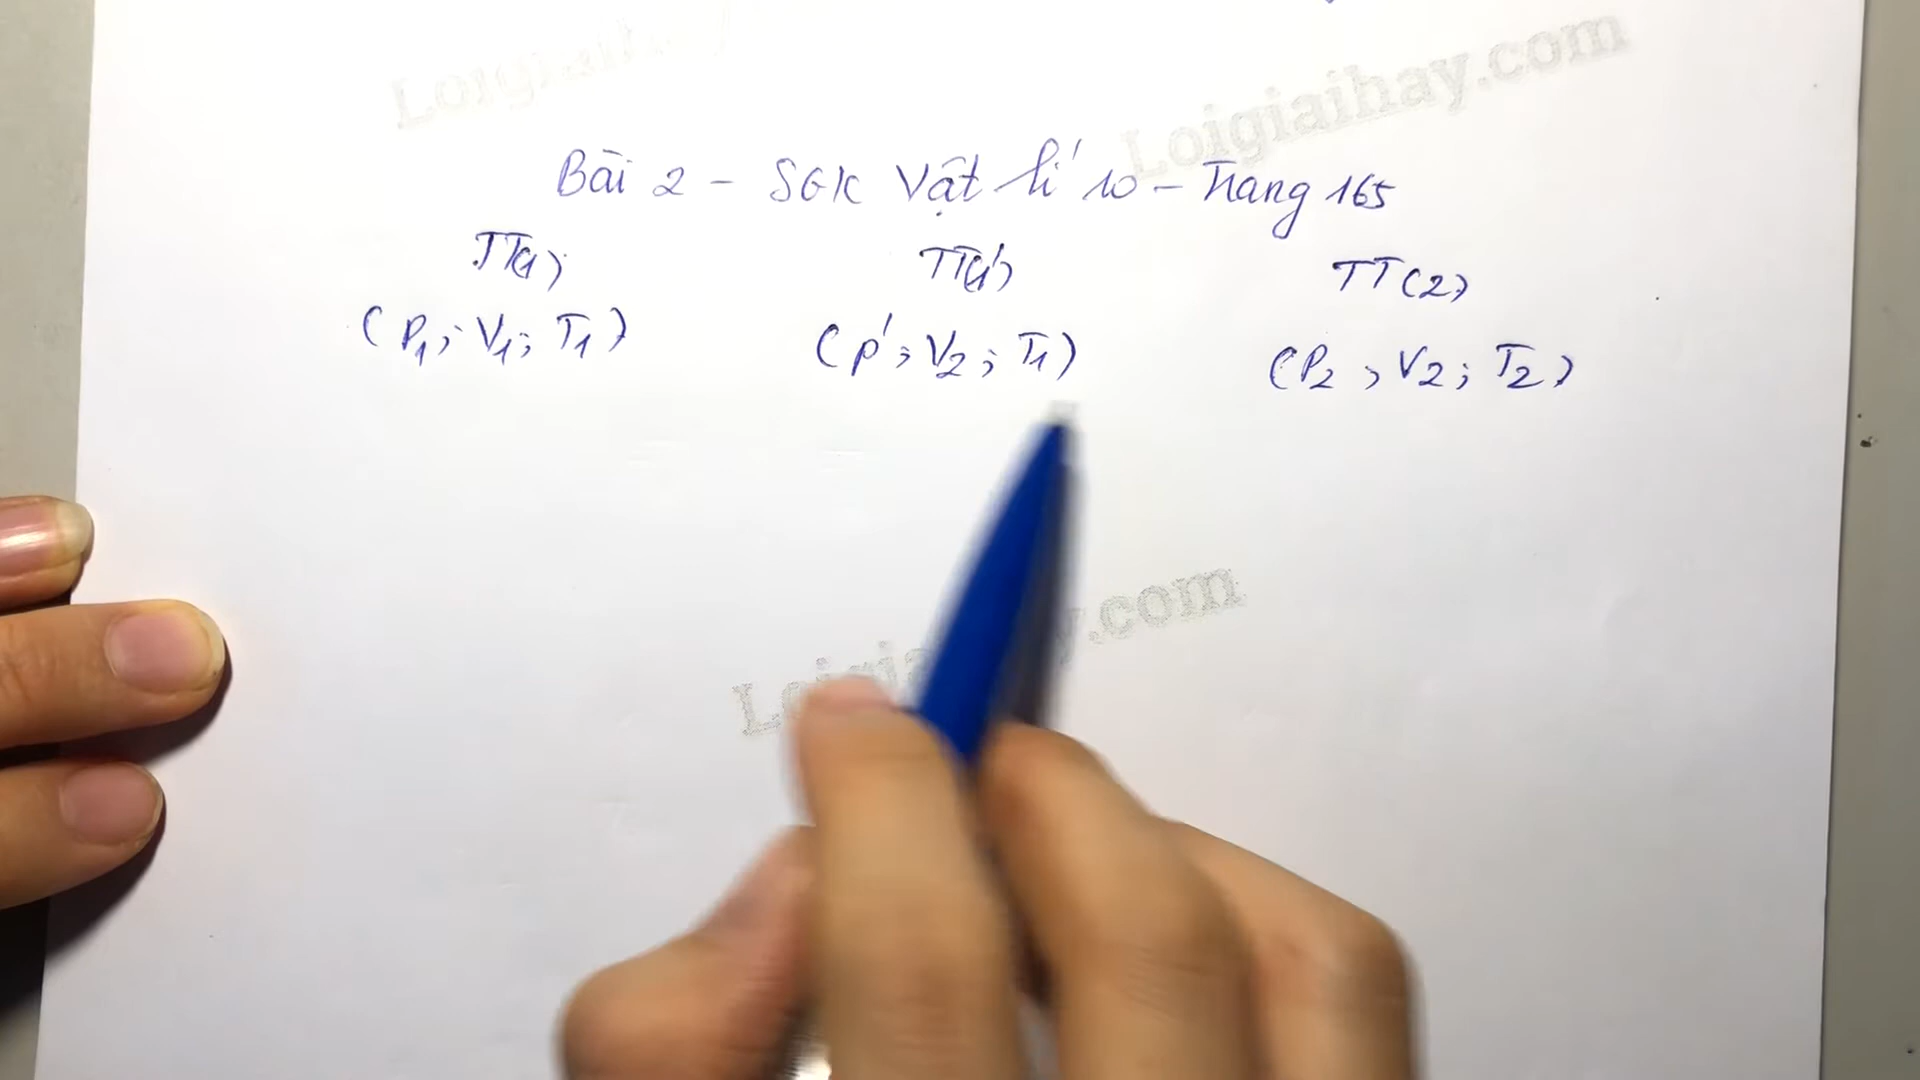 Loigiaihay.com
Bài 2 - SGK Vật lí 10 - Trang 165
TT(1) TT(1') TT(2)
(P₁; V₁; T₁) (p'; V₂; T₁) (P₂; V₂; T₂)
Loigiaihay.com